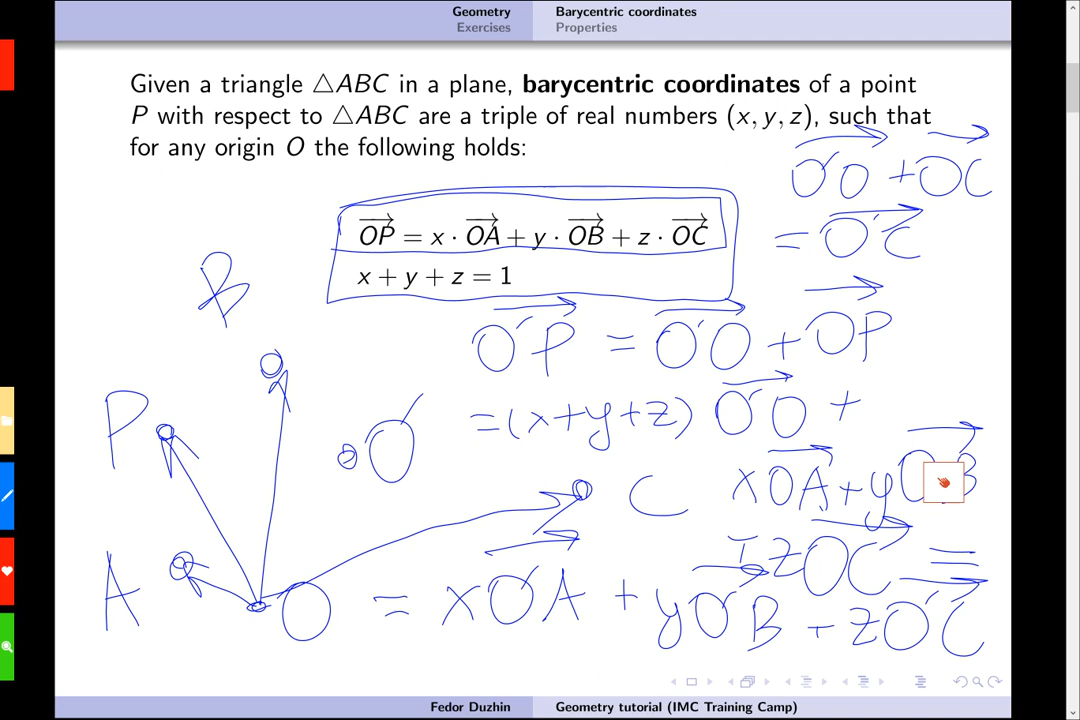 Geometry Barycentric coordinates
Exercises Properties
Given a triangle △ABC in a plane, barycentric coordinates of a point
P with respect to △ABC are a triple of real numbers (x, y, z), such that
for any origin O the following holds:
O'O + OC
= O'C
OP = x · OA + y · OB + z · OC
x + y + z = 1
B
O'P = O'O + OP
P
= (x+y+z) O'O +
O'
xOA + yOB
C
+ zOC =
A
O
= xO'A + yO'B + zO'C
Fedor Duzhin Geometry tutorial (IMC Training Camp)